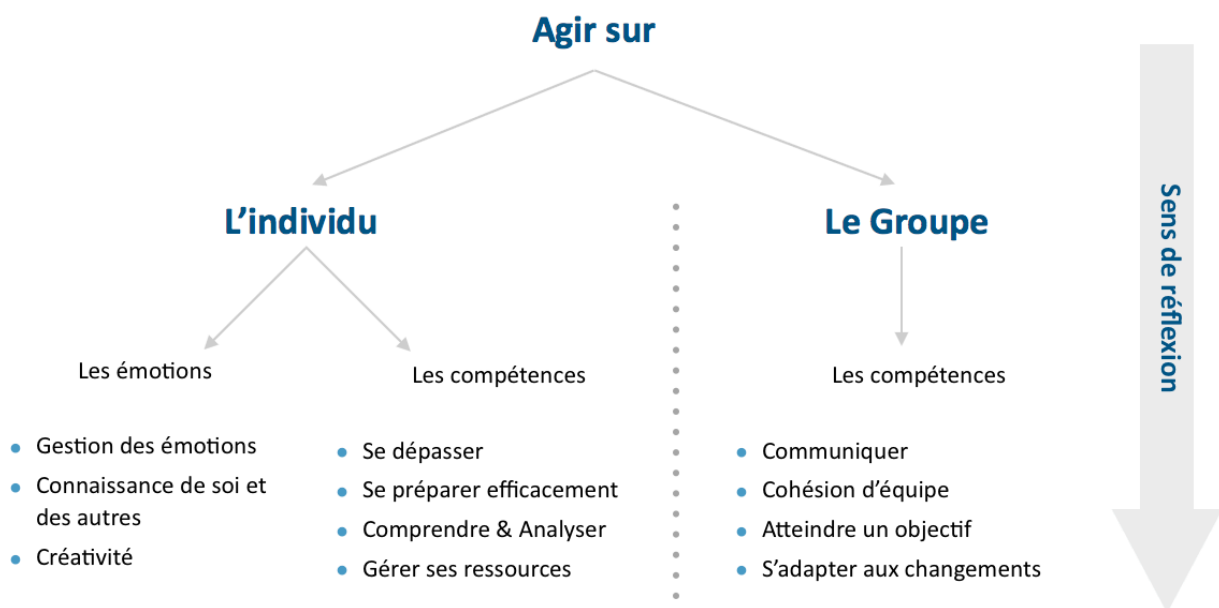 Agir sur
L’individu
Le Groupe
Sens de réflexion
Les émotions
Les compétences
Les compétences
Gestion des émotions
Connaissance de soi et
des autres
Créativité
Se dépasser
Se préparer efficacement
Comprendre & Analyser
Gérer ses ressources
Communiquer
Cohésion d’équipe
Atteindre un objectif
S’adapter aux changements